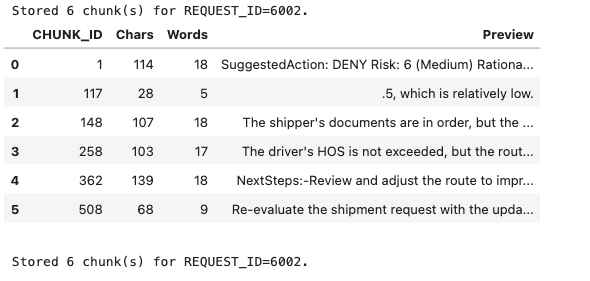 Stored 6 chunk(s) for REQUEST_ID=6002.
CHUNK_ID Chars Words Preview
0 1 114 18 SuggestedAction: DENY Risk: 6 (Medium) Rationa...
1 117 28 5 .5, which is relatively low.
2 148 107 18 The shipper's documents are in order, but the ...
3 258 103 17 The driver's HOS is not exceeded, but the rout...
4 362 139 18 NextSteps:-Review and adjust the route to impr...
5 508 68 9 Re-evaluate the shipment request with the upda...
Stored 6 chunk(s) for REQUEST_ID=6002.